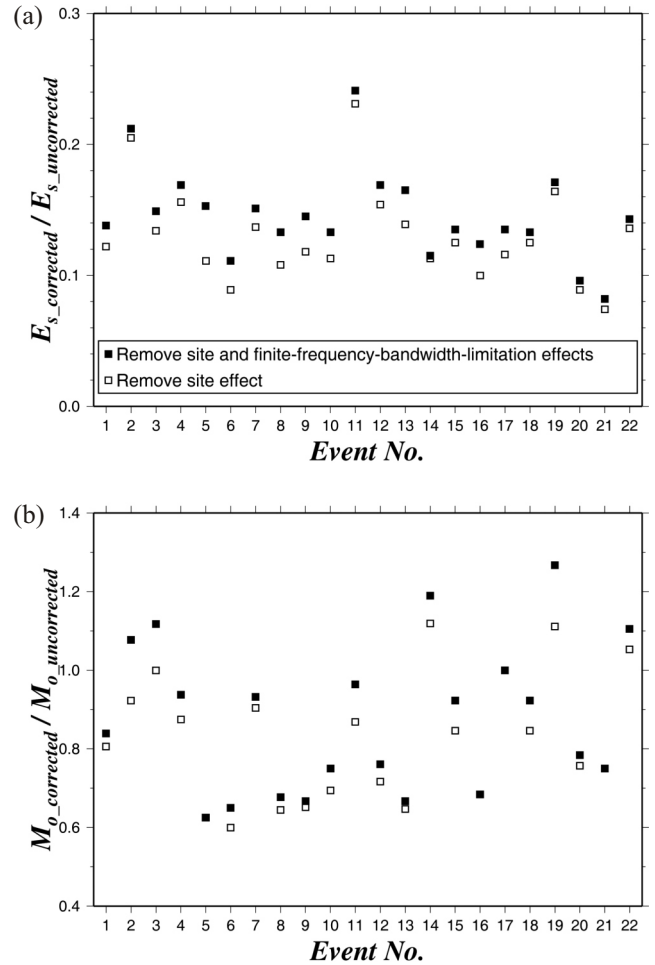 (a)
0.3
0.2
0.1
0.0
E_s_corrected / E_s_uncorrected
■ Remove site and finite-frequency-bandwidth-limitation effects
□ Remove site effect
1 2 3 4 5 6 7 8 9 10 11 12 13 14 15 16 17 18 19 20 21 22
Event No.
(b)
1.4
1.2
1.0
0.8
0.6
0.4
M_o_corrected / M_o_uncorrected
1 2 3 4 5 6 7 8 9 10 11 12 13 14 15 16 17 18 19 20 21 22
Event No.